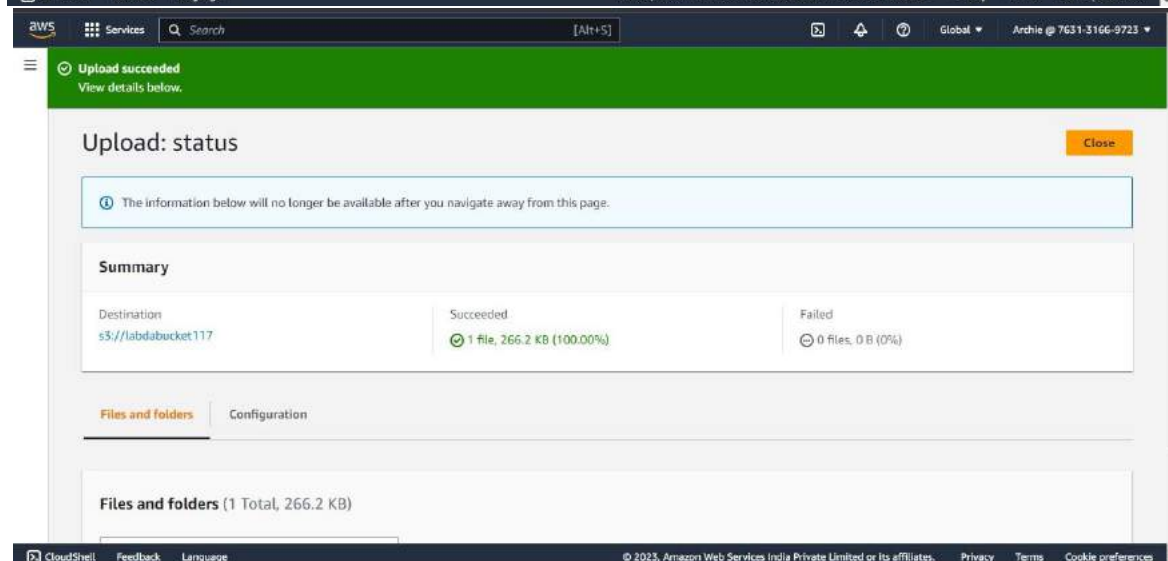 aws Services Search [Alt+S] Global Archie @ 7631-3166-9723
Upload succeeded
View details below.
Upload: status
Close
The information below will no longer be available after you navigate away from this page.
Summary
Destination Succeeded Failed
s3://labdabucket117 1 file, 266.2 KB (100.00%) 0 files, 0 B (0%)
Files and folders Configuration
Files and folders (1 Total, 266.2 KB)
CloudShell Feedback Language © 2023, Amazon Web Services India Private Limited or its affiliates. Privacy Terms Cookie preferences